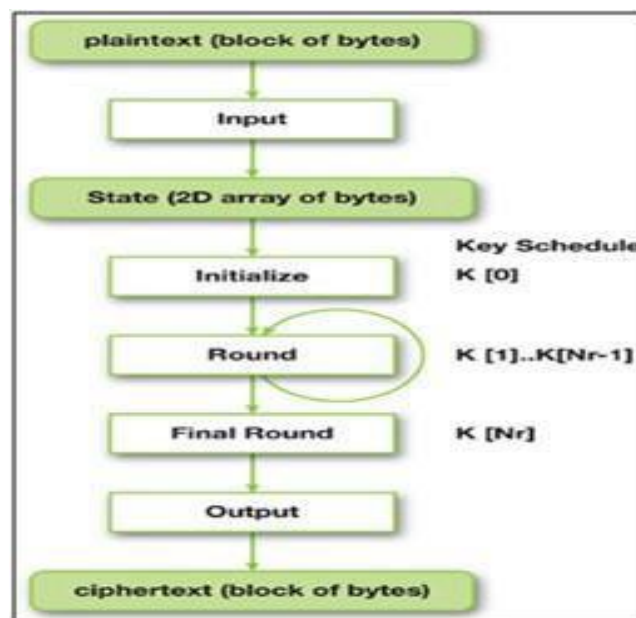 plaintext (block of bytes)
Input
State (2D array of bytes)
Key Schedule
Initialize K [0]
Round K [1]..K[Nr-1]
Final Round K [Nr]
Output
ciphertext (block of bytes)